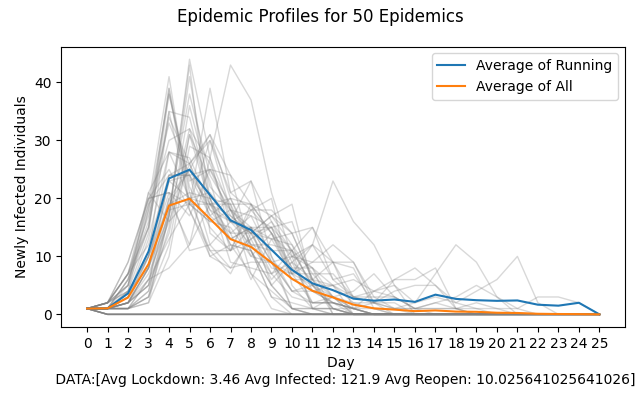 Epidemic Profiles for 50 Epidemics
Average of Running
Average of All
Newly Infected Individuals
40
30
20
10
0
0 1 2 3 4 5 6 7 8 9 10 11 12 13 14 15 16 17 18 19 20 21 22 23 24 25
Day
DATA:[Avg Lockdown: 3.46 Avg Infected: 121.9 Avg Reopen: 10.025641025641026]